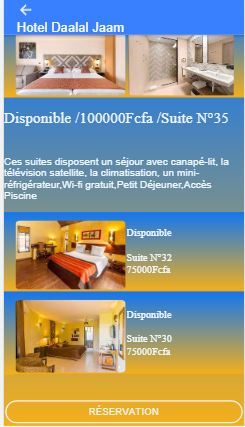 Hotel Daalal Jaam
Disponible /100000Fcfa /Suite N°35
Ces suites disposent un séjour avec canapé-lit, la
télévision satellite, la climatisation, un mini-
réfrigérateur,Wi-fi gratuit,Petit Déjeuner,Accès
Piscine
Disponible
Suite N°32
75000Fcfa
Disponible
Suite N°30
75000Fcfa
RÉSERVATION